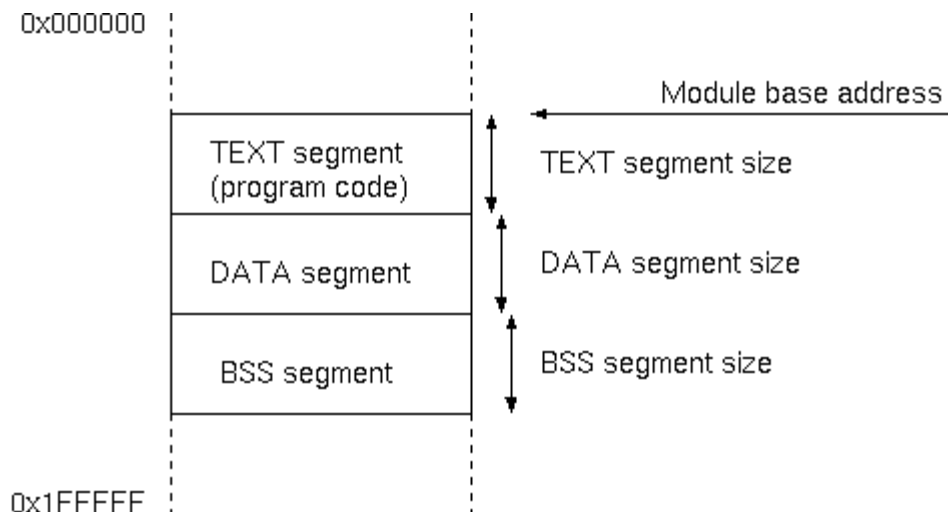 0x000000
Module base address
TEXT segment
(program code)
TEXT segment size
DATA segment
DATA segment size
BSS segment
BSS segment size
0x1FFFFF